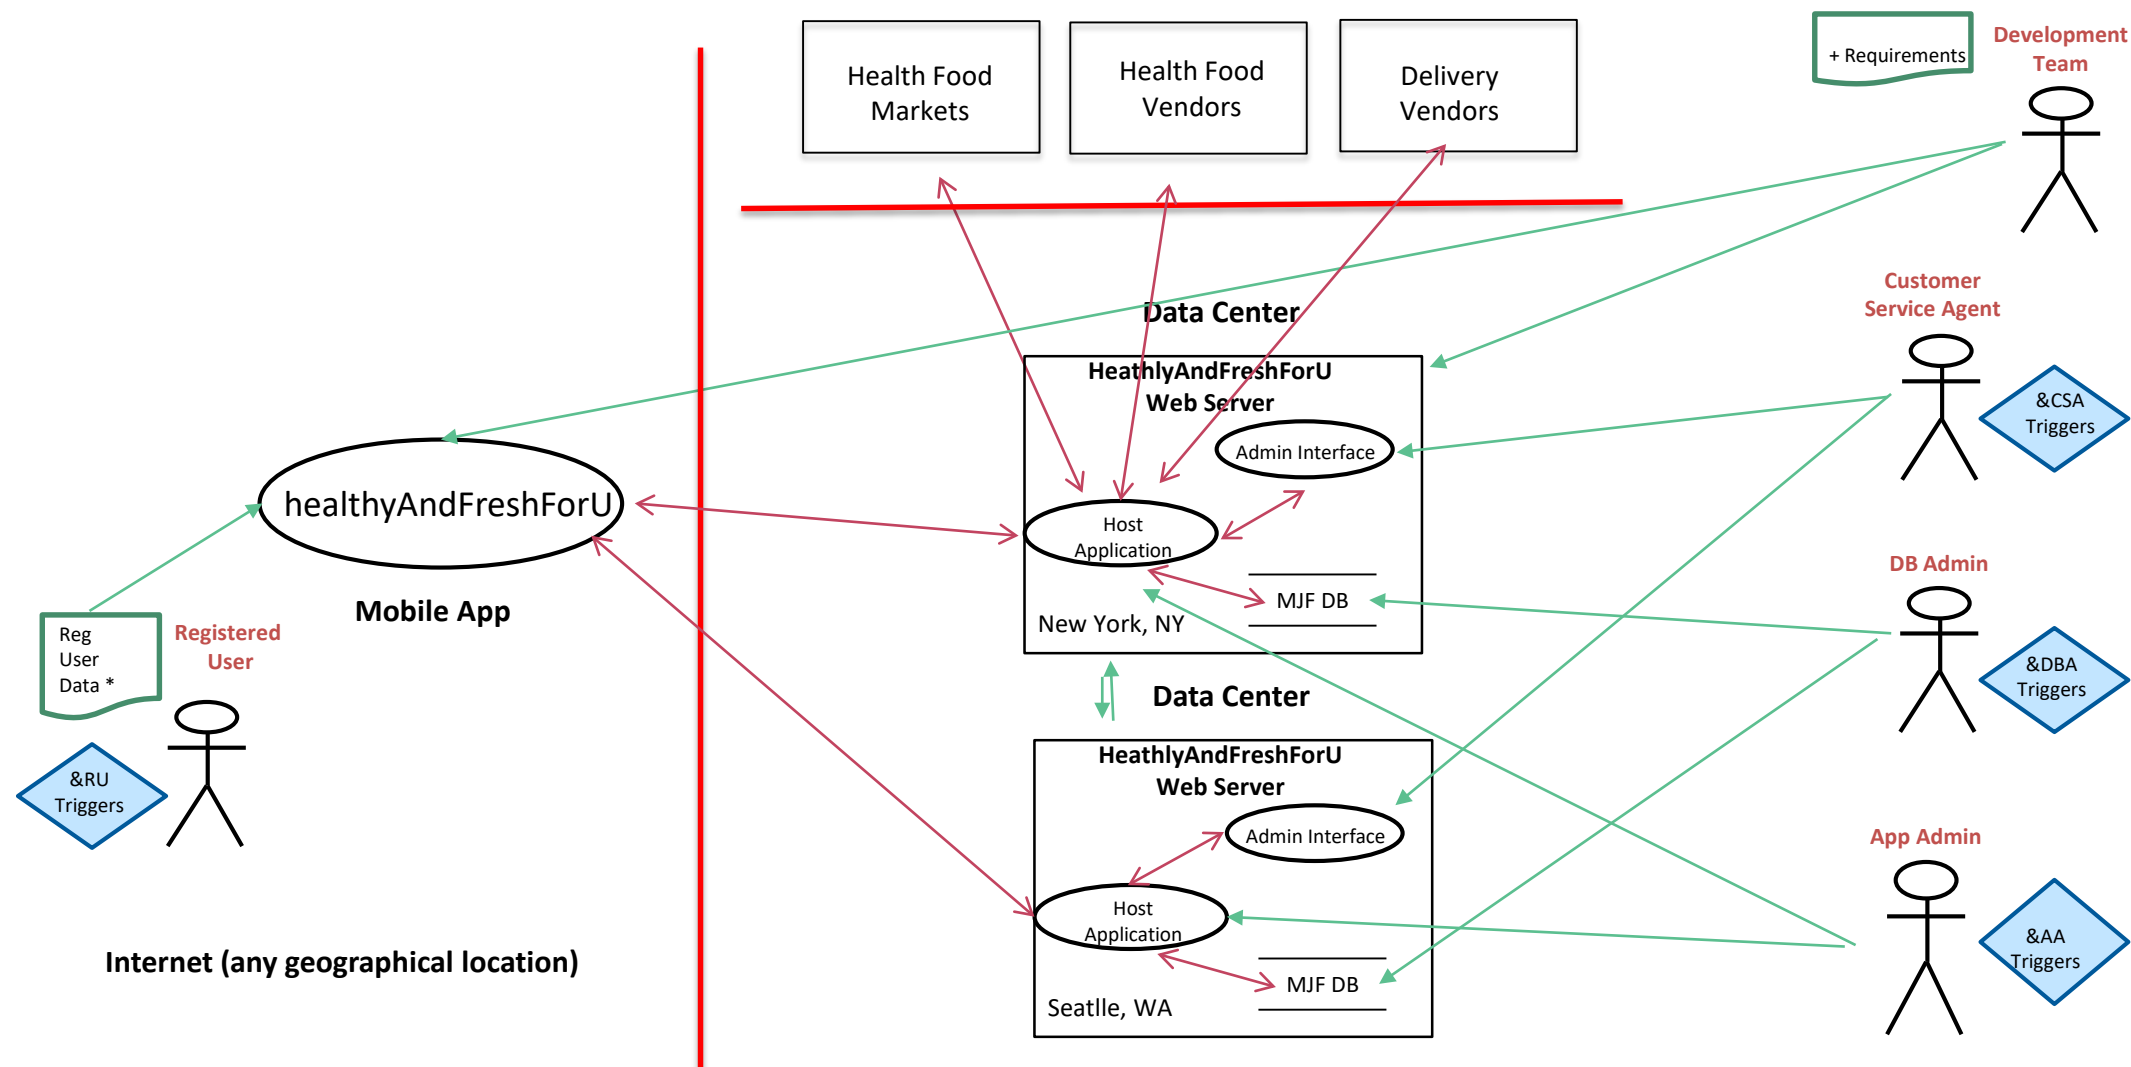 Health Food
Markets
Health Food
Vendors
Delivery
Vendors
+ Requirements
Development
Team
Customer
Service Agent
&CSA
Triggers
Data Center
HeathlyAndFreshForU
Web Server
Admin Interface
Host
Application
MJF DB
New York, NY
healthyAndFreshForU
Mobile App
Reg
User
Data *
Registered
User
&RU
Triggers
DB Admin
&DBA
Triggers
Data Center
HeathlyAndFreshForU
Web Server
Admin Interface
Host
Application
MJF DB
Seatlle, WA
App Admin
&AA
Triggers
Internet (any geographical location)